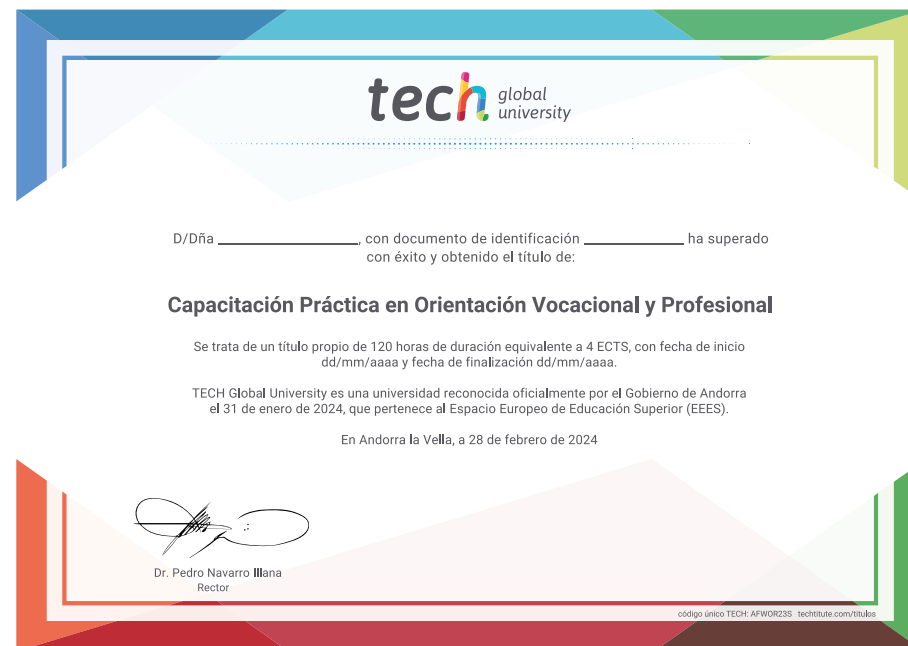 tech global
university
D/Dña ____________________, con documento de identificación ______________ ha superado
con éxito y obtenido el título de:
Capacitación Práctica en Orientación Vocacional y Profesional
Se trata de un título propio de 120 horas de duración equivalente a 4 ECTS, con fecha de inicio
dd/mm/aaaa y fecha de finalización dd/mm/aaaa.
TECH Global University es una universidad reconocida oficialmente por el Gobierno de Andorra
el 31 de enero de 2024, que pertenece al Espacio Europeo de Educación Superior (EEES).
En Andorra la Vella, a 28 de febrero de 2024
Dr. Pedro Navarro Illana
Rector
código único TECH: AFWOR23S techtitute.com/titulos